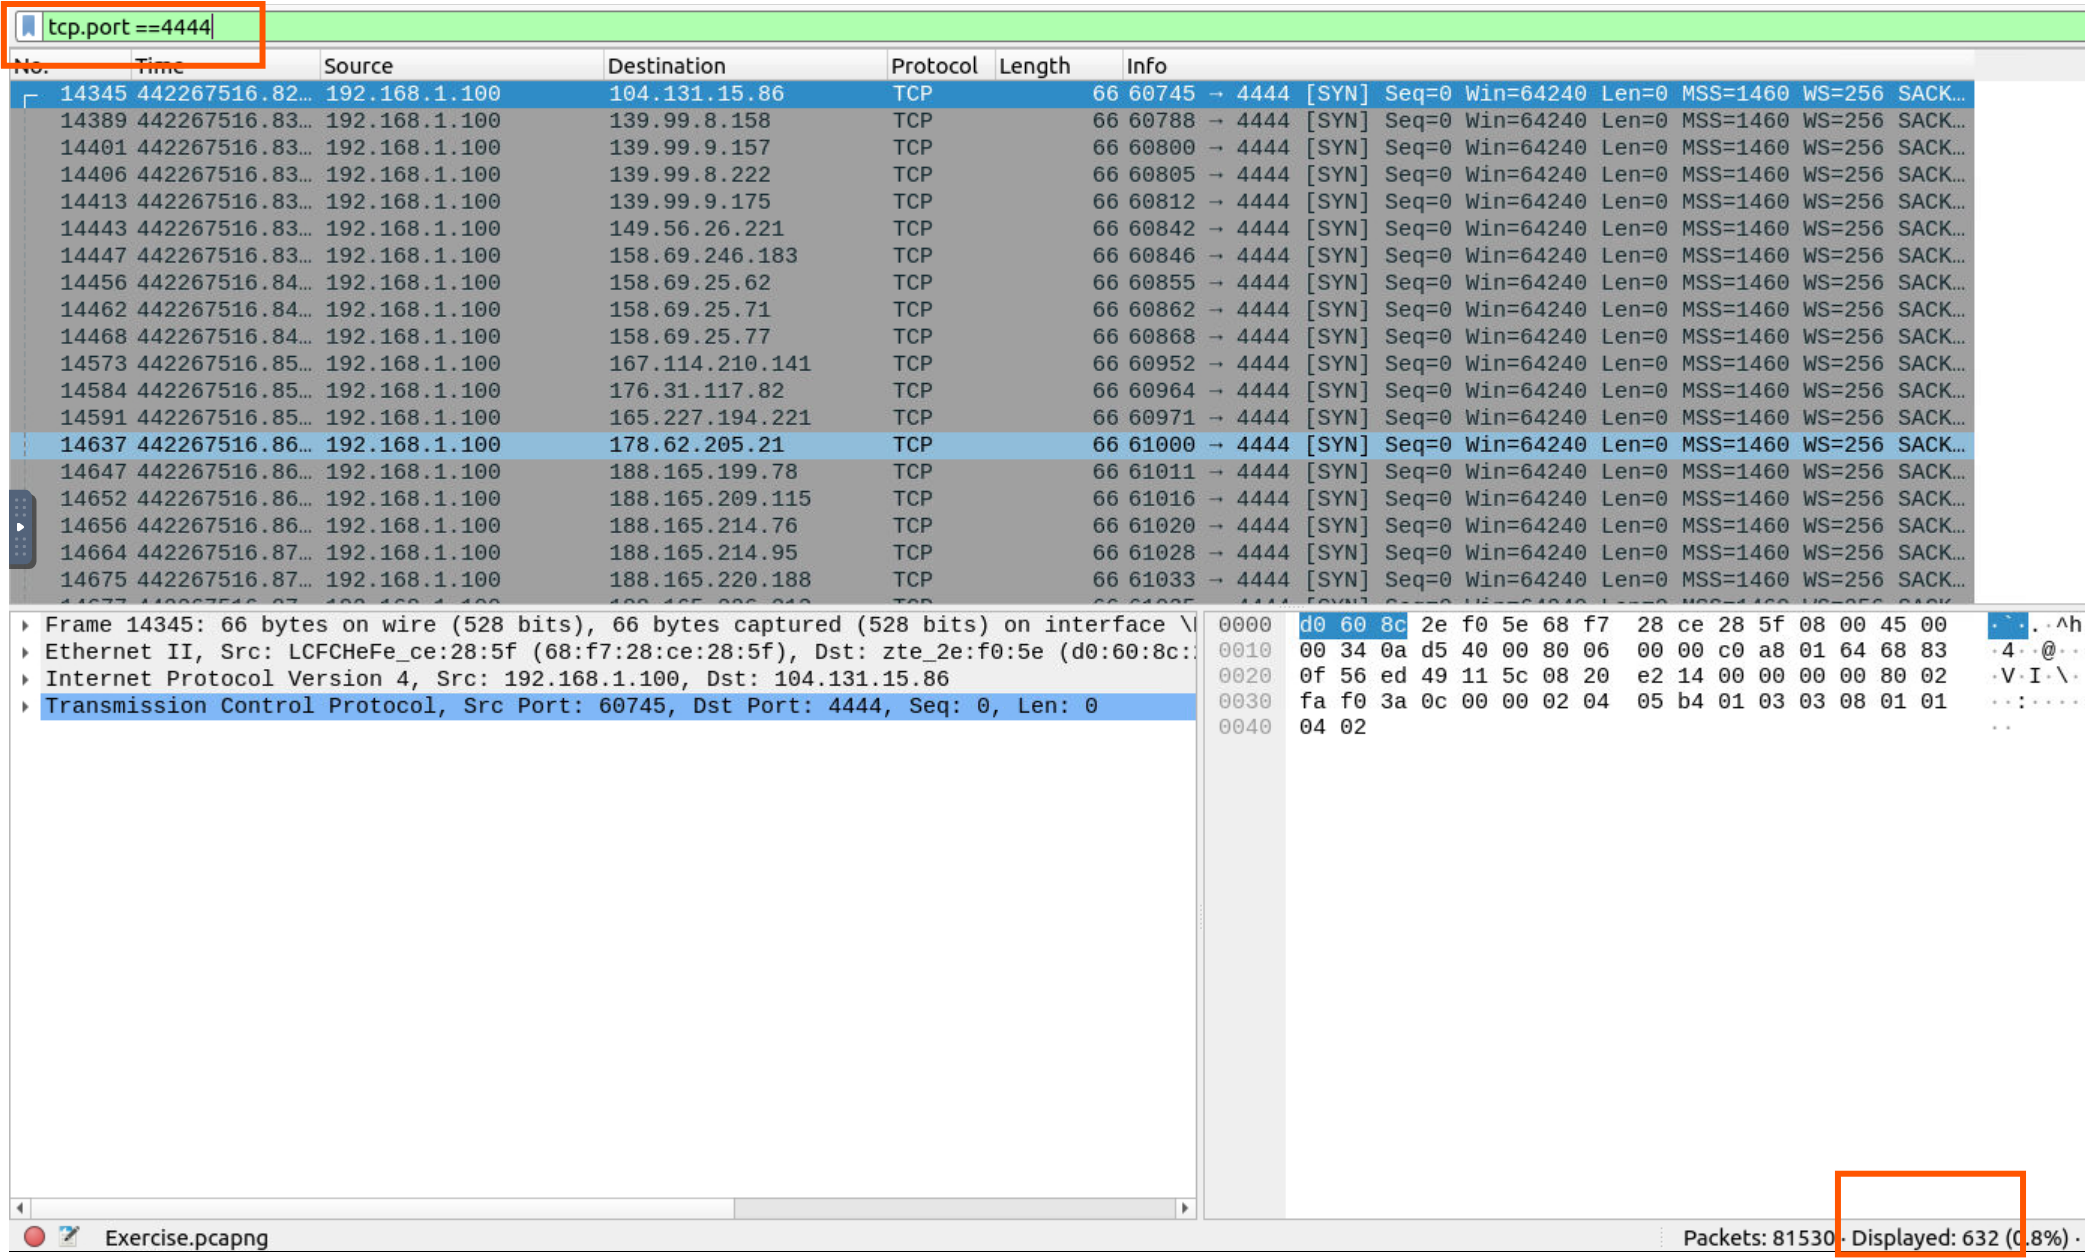 tcp.port ==4444
No. Time Source Destination Protocol Length Info
14345 442267516.82… 192.168.1.100 104.131.15.86 TCP 66 60745 → 4444 [SYN] Seq=0 Win=64240 Len=0 MSS=1460 WS=256 SACK…
14389 442267516.83… 192.168.1.100 139.99.8.158 TCP 66 60788 → 4444 [SYN] Seq=0 Win=64240 Len=0 MSS=1460 WS=256 SACK…
14401 442267516.83… 192.168.1.100 139.99.9.157 TCP 66 60800 → 4444 [SYN] Seq=0 Win=64240 Len=0 MSS=1460 WS=256 SACK…
14406 442267516.83… 192.168.1.100 139.99.8.222 TCP 66 60805 → 4444 [SYN] Seq=0 Win=64240 Len=0 MSS=1460 WS=256 SACK…
14413 442267516.83… 192.168.1.100 139.99.9.175 TCP 66 60812 → 4444 [SYN] Seq=0 Win=64240 Len=0 MSS=1460 WS=256 SACK…
14443 442267516.83… 192.168.1.100 149.56.26.221 TCP 66 60842 → 4444 [SYN] Seq=0 Win=64240 Len=0 MSS=1460 WS=256 SACK…
14447 442267516.83… 192.168.1.100 158.69.246.183 TCP 66 60846 → 4444 [SYN] Seq=0 Win=64240 Len=0 MSS=1460 WS=256 SACK…
14456 442267516.84… 192.168.1.100 158.69.25.62 TCP 66 60855 → 4444 [SYN] Seq=0 Win=64240 Len=0 MSS=1460 WS=256 SACK…
14462 442267516.84… 192.168.1.100 158.69.25.71 TCP 66 60862 → 4444 [SYN] Seq=0 Win=64240 Len=0 MSS=1460 WS=256 SACK…
14468 442267516.84… 192.168.1.100 158.69.25.77 TCP 66 60868 → 4444 [SYN] Seq=0 Win=64240 Len=0 MSS=1460 WS=256 SACK…
14573 442267516.85… 192.168.1.100 167.114.210.141 TCP 66 60952 → 4444 [SYN] Seq=0 Win=64240 Len=0 MSS=1460 WS=256 SACK…
14584 442267516.85… 192.168.1.100 176.31.117.82 TCP 66 60964 → 4444 [SYN] Seq=0 Win=64240 Len=0 MSS=1460 WS=256 SACK…
14591 442267516.85… 192.168.1.100 165.227.194.221 TCP 66 60971 → 4444 [SYN] Seq=0 Win=64240 Len=0 MSS=1460 WS=256 SACK…
14637 442267516.86… 192.168.1.100 178.62.205.21 TCP 66 61000 → 4444 [SYN] Seq=0 Win=64240 Len=0 MSS=1460 WS=256 SACK…
14647 442267516.86… 192.168.1.100 188.165.199.78 TCP 66 61011 → 4444 [SYN] Seq=0 Win=64240 Len=0 MSS=1460 WS=256 SACK…
14652 442267516.86… 192.168.1.100 188.165.209.115 TCP 66 61016 → 4444 [SYN] Seq=0 Win=64240 Len=0 MSS=1460 WS=256 SACK…
14656 442267516.86… 192.168.1.100 188.165.214.76 TCP 66 61020 → 4444 [SYN] Seq=0 Win=64240 Len=0 MSS=1460 WS=256 SACK…
14664 442267516.87… 192.168.1.100 188.165.214.95 TCP 66 61028 → 4444 [SYN] Seq=0 Win=64240 Len=0 MSS=1460 WS=256 SACK…
14675 442267516.87… 192.168.1.100 188.165.220.188 TCP 66 61033 → 4444 [SYN] Seq=0 Win=64240 Len=0 MSS=1460 WS=256 SACK…
Frame 14345: 66 bytes on wire (528 bits), 66 bytes captured (528 bits) on interface \
Ethernet II, Src: LCFCHeFe_ce:28:5f (68:f7:28:ce:28:5f), Dst: zte_2e:f0:5e (d0:60:8c:
Internet Protocol Version 4, Src: 192.168.1.100, Dst: 104.131.15.86
Transmission Control Protocol, Src Port: 60745, Dst Port: 4444, Seq: 0, Len: 0
0000 d0 60 8c 2e f0 5e 68 f7 28 ce 28 5f 08 00 45 00 ·`·.·^h
0010 00 34 0a d5 40 00 80 06 00 00 c0 a8 01 64 68 83 ·4··@··
0020 0f 56 ed 49 11 5c 08 20 e2 14 00 00 00 00 80 02 ·V·I·\·
0030 fa f0 3a 0c 00 00 02 04 05 b4 01 03 03 08 01 01 ··:····
0040 04 02 ··
Exercise.pcapng
Packets: 81530 · Displayed: 632 (0.8%) ·